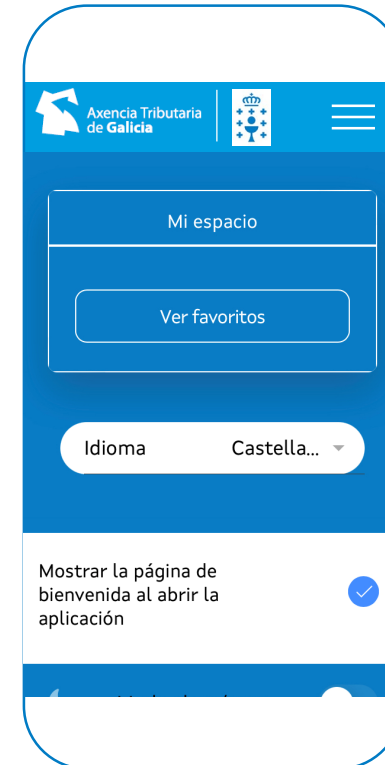 Axencia Tributaria
de Galicia
Mi espacio
Ver favoritos
Idioma Castella...
Mostrar la página de
bienvenida al abrir la
aplicación